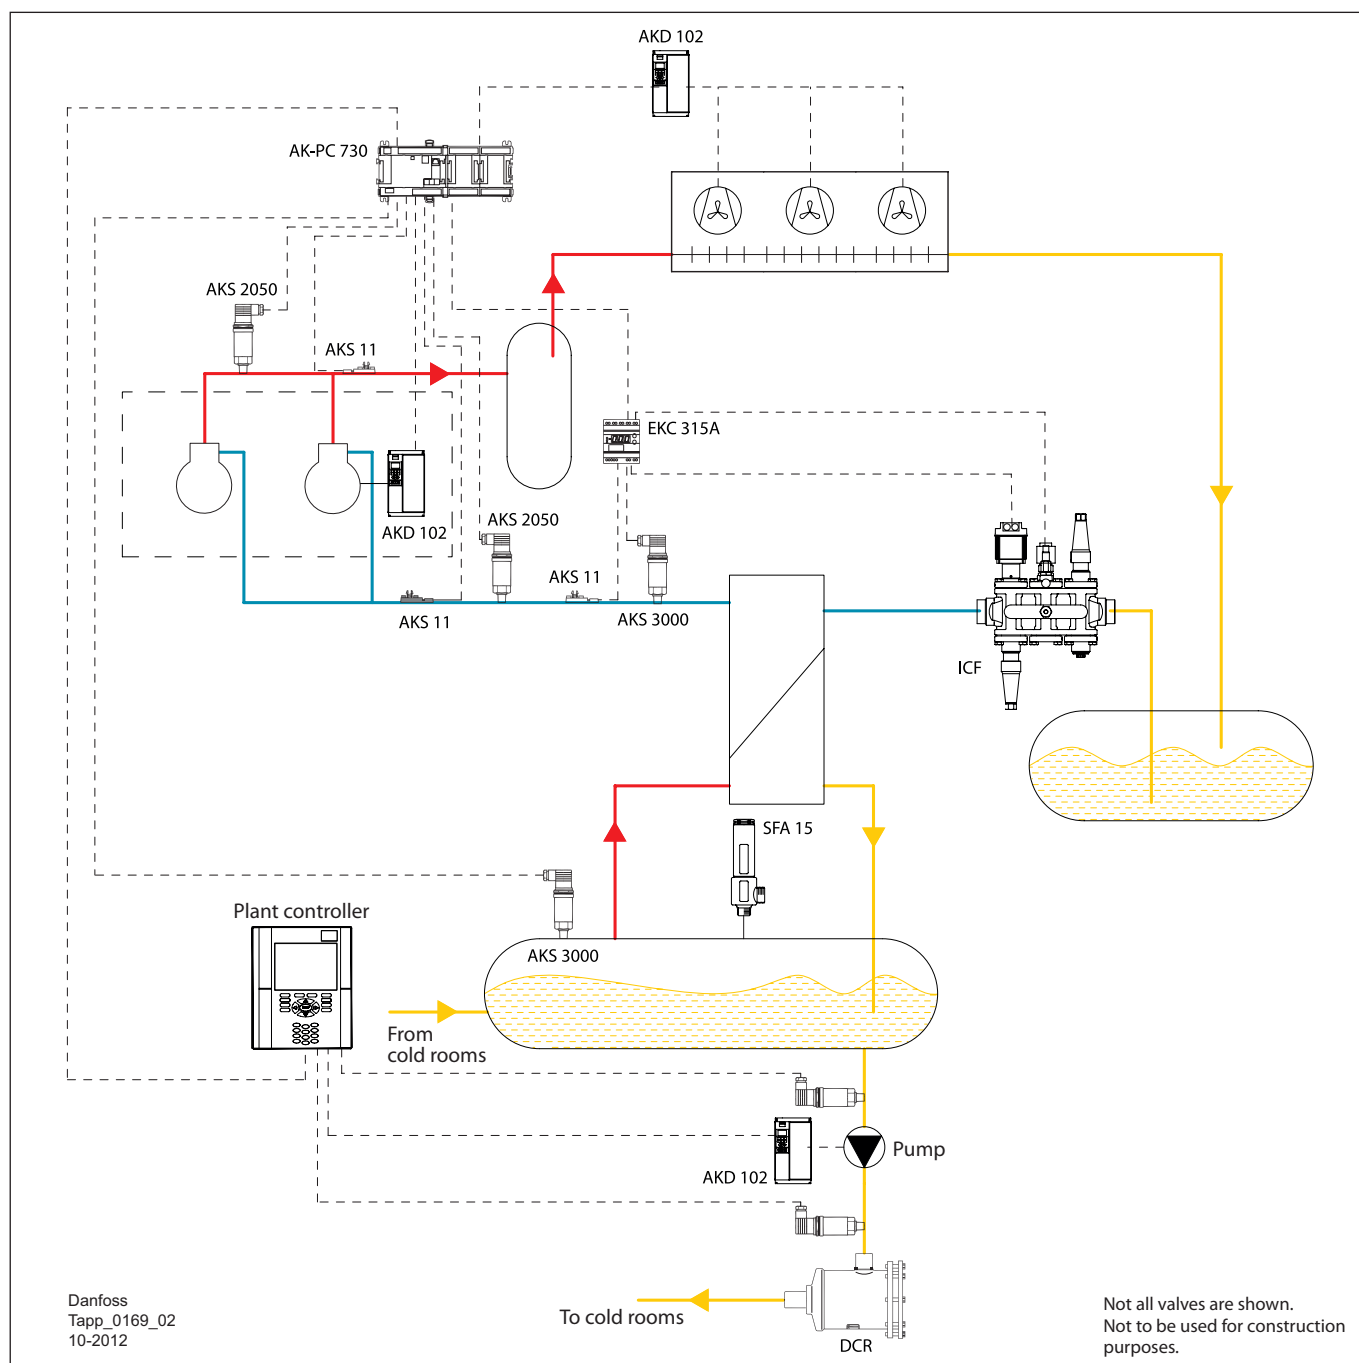 AKD 102
AK-PC 730
AKS 2050
AKS 11
EKC 315A
AKD 102
AKS 2050
AKS 11
AKS 11
AKS 3000
ICF
SFA 15
Plant controller
AKS 3000
From
cold rooms
Pump
AKD 102
To cold rooms
DCR
Danfoss
Tapp_0169_02
10-2012
Not all valves are shown.
Not to be used for construction
purposes.